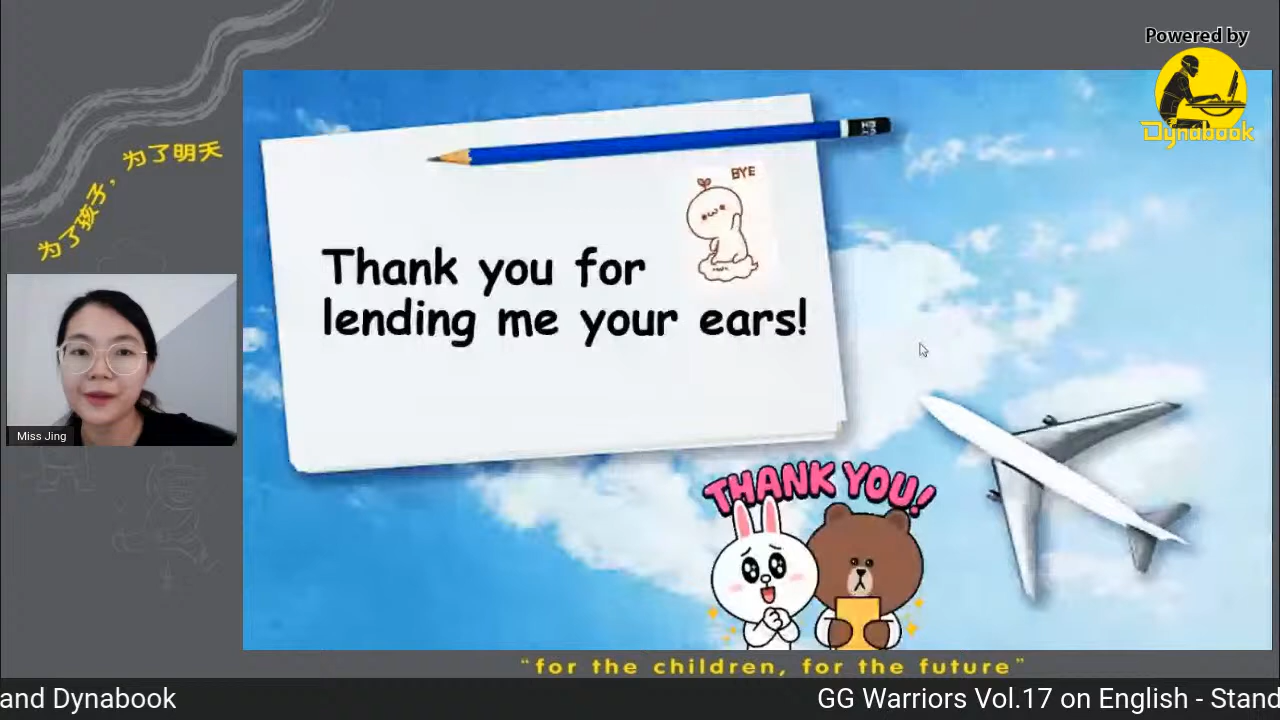 Powered by
Dynabook
为了孩子，为了明天
BYE
Thank you for
lending me your ears!
Miss Jing
THANK YOU!
“for the children, for the future”
and Dynabook
GG Warriors Vol.17 on English - Stand